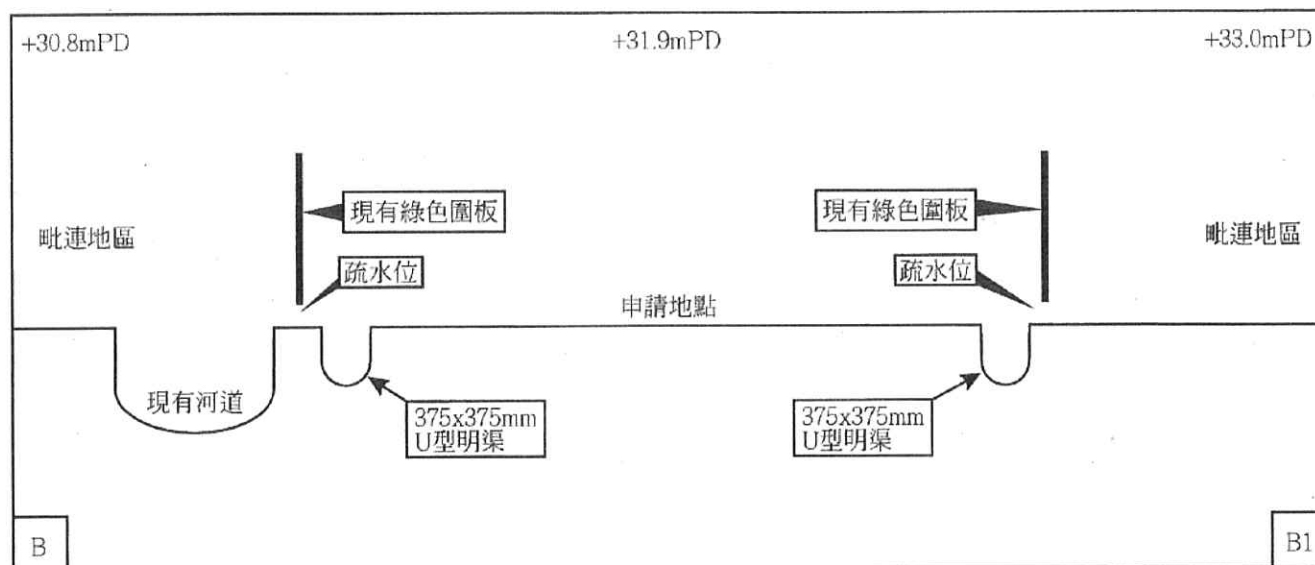 +30.8mPD
+31.9mPD
+33.0mPD
現有綠色圍板
現有綠色圍板
毗連地區
毗連地區
疏水位
疏水位
申請地點
現有河道
375x375mm
U型明渠
375x375mm
U型明渠
B
B1